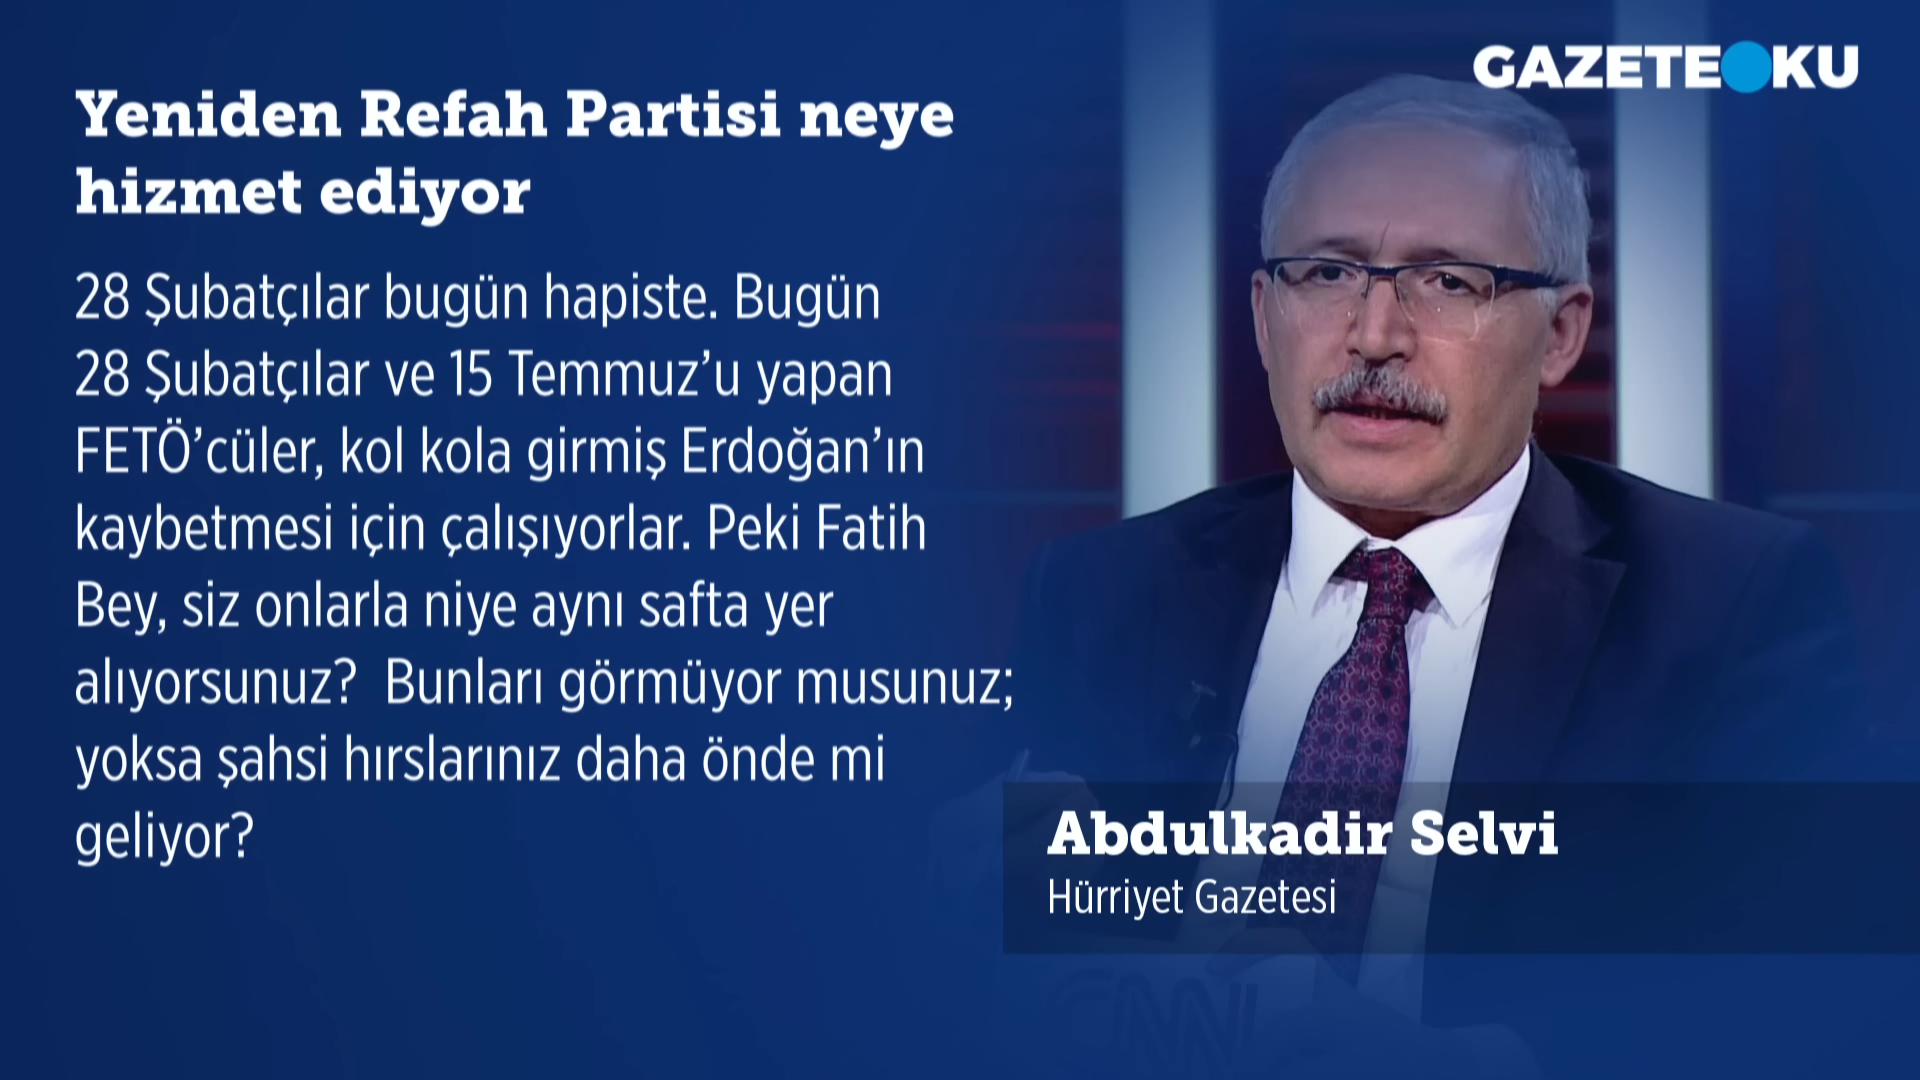 GAZETEOKU
Yeniden Refah Partisi neye
hizmet ediyor
28 Şubatçılar bugün hapiste. Bugün
28 Şubatçılar ve 15 Temmuz’u yapan
FETÖ’cüler, kol kola girmiş Erdoğan’ın
kaybetmesi için çalışıyorlar. Peki Fatih
Bey, siz onlarla niye aynı safta yer
alıyorsunuz?  Bunları görmüyor musunuz;
yoksa şahsi hırslarınız daha önde mi
geliyor?
Abdulkadir Selvi
Hürriyet Gazetesi
CNN